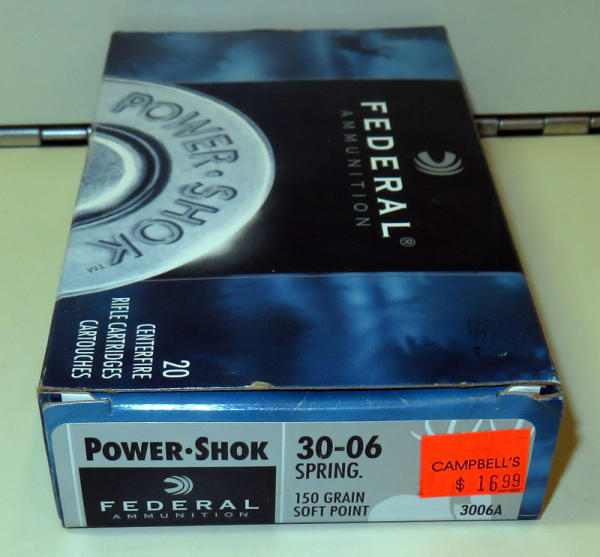 POWER·SHOK™
FEDERAL®
AMMUNITION
20
CENTERFIRE
RIFLE CARTRIDGES
CARTOUCHES
POWER·SHOK
FEDERAL
AMMUNITION
30-06
SPRING.
150 GRAIN
SOFT POINT
CAMPBELL'S
$ 16.99
3006A